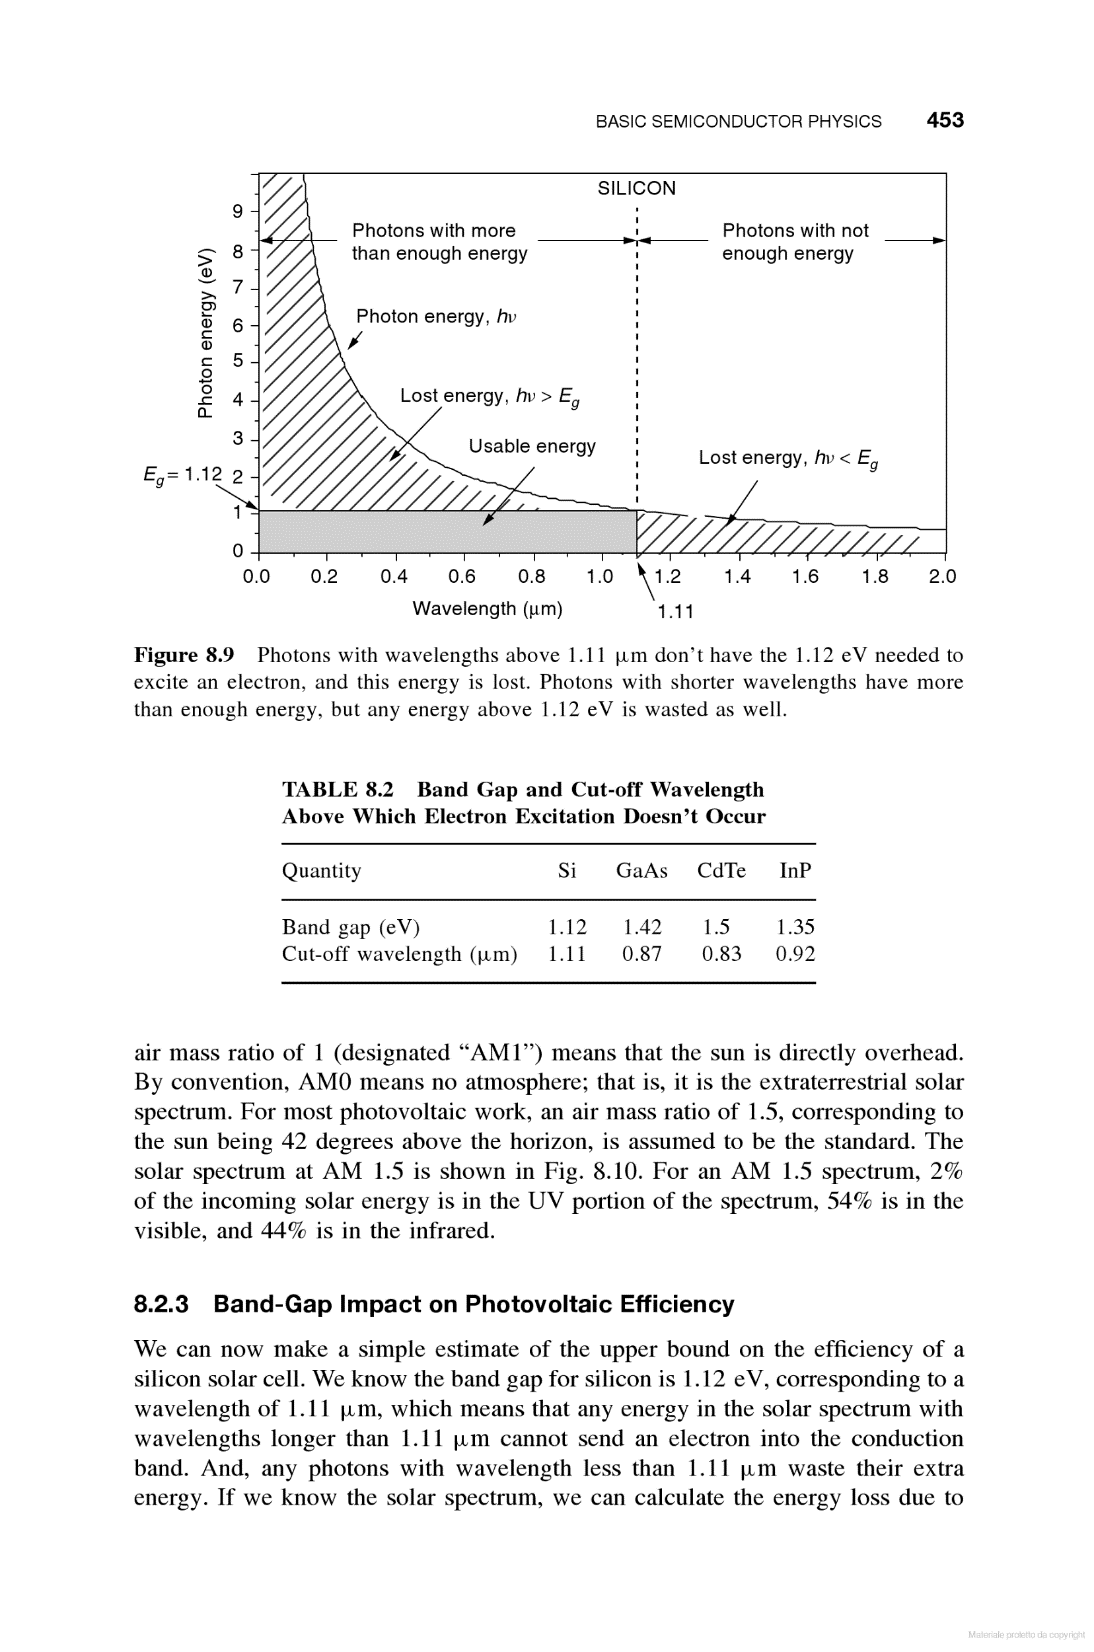 BASIC SEMICONDUCTOR PHYSICS 453
SILICON
Photons with more
than enough energy
Photons with not
enough energy
Photon energy, hν
Lost energy, hν > Eg
Usable energy
Lost energy, hν < Eg
Photon energy (eV)
9
8
7
6
5
4
3
2
1
0
Eg = 1.12
0.0 0.2 0.4 0.6 0.8 1.0 1.2 1.4 1.6 1.8 2.0
Wavelength (μm)
1.11
Figure 8.9 Photons with wavelengths above 1.11 μm don't have the 1.12 eV needed to
excite an electron, and this energy is lost. Photons with shorter wavelengths have more
than enough energy, but any energy above 1.12 eV is wasted as well.
TABLE 8.2 Band Gap and Cut-off Wavelength
Above Which Electron Excitation Doesn't Occur
Quantity Si GaAs CdTe InP
Band gap (eV) 1.12 1.42 1.5 1.35
Cut-off wavelength (μm) 1.11 0.87 0.83 0.92
air mass ratio of 1 (designated “AM1”) means that the sun is directly overhead.
By convention, AM0 means no atmosphere; that is, it is the extraterrestrial solar
spectrum. For most photovoltaic work, an air mass ratio of 1.5, corresponding to
the sun being 42 degrees above the horizon, is assumed to be the standard. The
solar spectrum at AM 1.5 is shown in Fig. 8.10. For an AM 1.5 spectrum, 2%
of the incoming solar energy is in the UV portion of the spectrum, 54% is in the
visible, and 44% is in the infrared.
8.2.3 Band-Gap Impact on Photovoltaic Efficiency
We can now make a simple estimate of the upper bound on the efficiency of a
silicon solar cell. We know the band gap for silicon is 1.12 eV, corresponding to a
wavelength of 1.11 μm, which means that any energy in the solar spectrum with
wavelengths longer than 1.11 μm cannot send an electron into the conduction
band. And, any photons with wavelength less than 1.11 μm waste their extra
energy. If we know the solar spectrum, we can calculate the energy loss due to
Materiale protetto da copyright